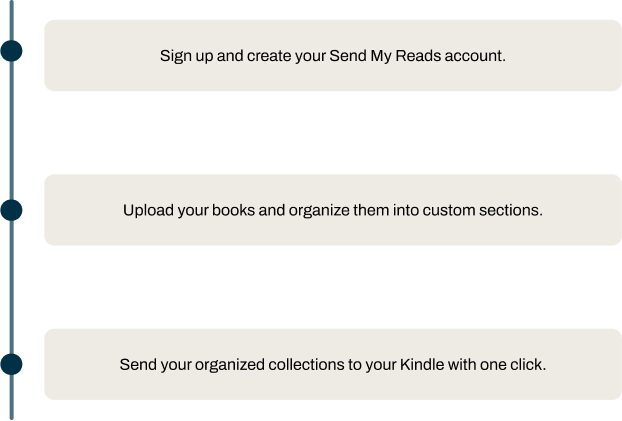 Sign up and create your Send My Reads account.
Upload your books and organize them into custom sections.
Send your organized collections to your Kindle with one click.